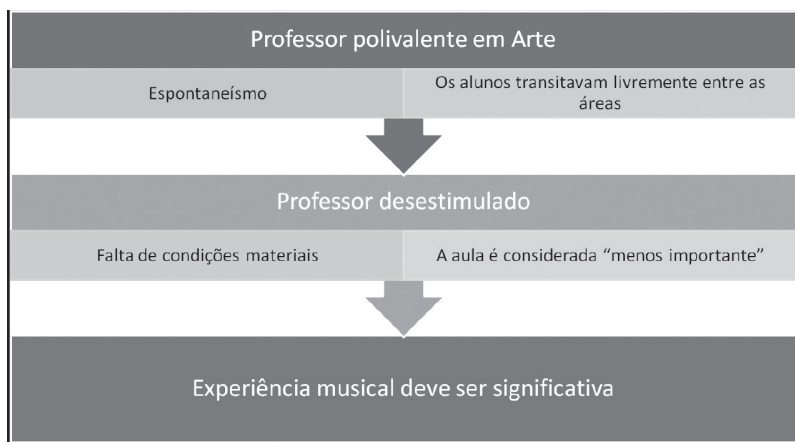 Professor polivalente em Arte
Espontaneísmo
Os alunos transitavam livremente entre as
áreas
Professor desestimulado
Falta de condições materiais
A aula é considerada “menos importante”
Experiência musical deve ser significativa